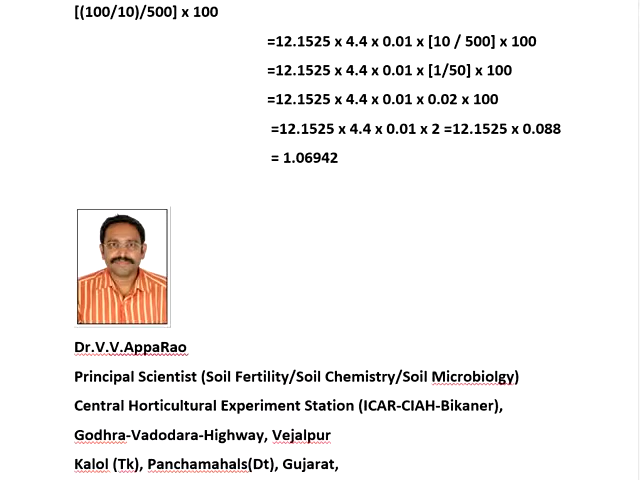 [(100/10)/500] x 100
=12.1525 x 4.4 x 0.01 x [10 / 500] x 100
=12.1525 x 4.4 x 0.01 x [1/50] x 100
=12.1525 x 4.4 x 0.01 x 0.02 x 100
=12.1525 x 4.4 x 0.01 x 2 =12.1525 x 0.088
= 1.06942
Dr.V.V.AppaRao
Principal Scientist (Soil Fertility/Soil Chemistry/Soil Microbiolgy)
Central Horticultural Experiment Station (ICAR-CIAH-Bikaner),
Godhra-Vadodara-Highway, Vejalpur
Kalol (Tk), Panchamahals(Dt), Gujarat,